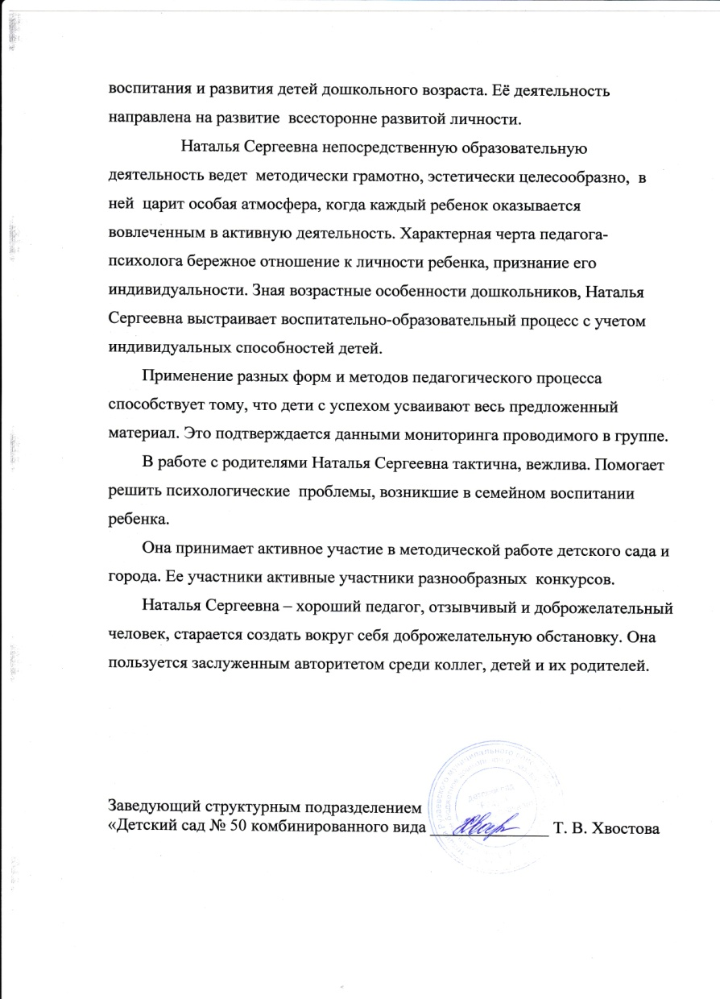 воспитания и развития детей дошкольного возраста. Её деятельность
направлена на развитие  всесторонне развитой личности.
Наталья Сергеевна непосредственную образовательную
деятельность ведет  методически грамотно, эстетически целесообразно,  в
ней  царит особая атмосфера, когда каждый ребенок оказывается
вовлеченным в активную деятельность. Характерная черта педагога-
психолога бережное отношение к личности ребенка, признание его
индивидуальности. Зная возрастные особенности дошкольников, Наталья
Сергеевна выстраивает воспитательно-образовательный процесс с учетом
индивидуальных способностей детей.
Применение разных форм и методов педагогического процесса
способствует тому, что дети с успехом усваивают весь предложенный
материал. Это подтверждается данными мониторинга проводимого в группе.
В работе с родителями Наталья Сергеевна тактична, вежлива. Помогает
решить психологические  проблемы, возникшие в семейном воспитании
ребенка.
Она принимает активное участие в методической работе детского сада и
города. Ее участники активные участники разнообразных  конкурсов.
Наталья Сергеевна – хороший педагог, отзывчивый и доброжелательный
человек, старается создать вокруг себя доброжелательную обстановку. Она
пользуется заслуженным авторитетом среди коллег, детей и их родителей.
Заведующий структурным подразделением
«Детский сад № 50 комбинированного вида ______________ Т. В. Хвостова
Рузаевского муниципального
детский сад